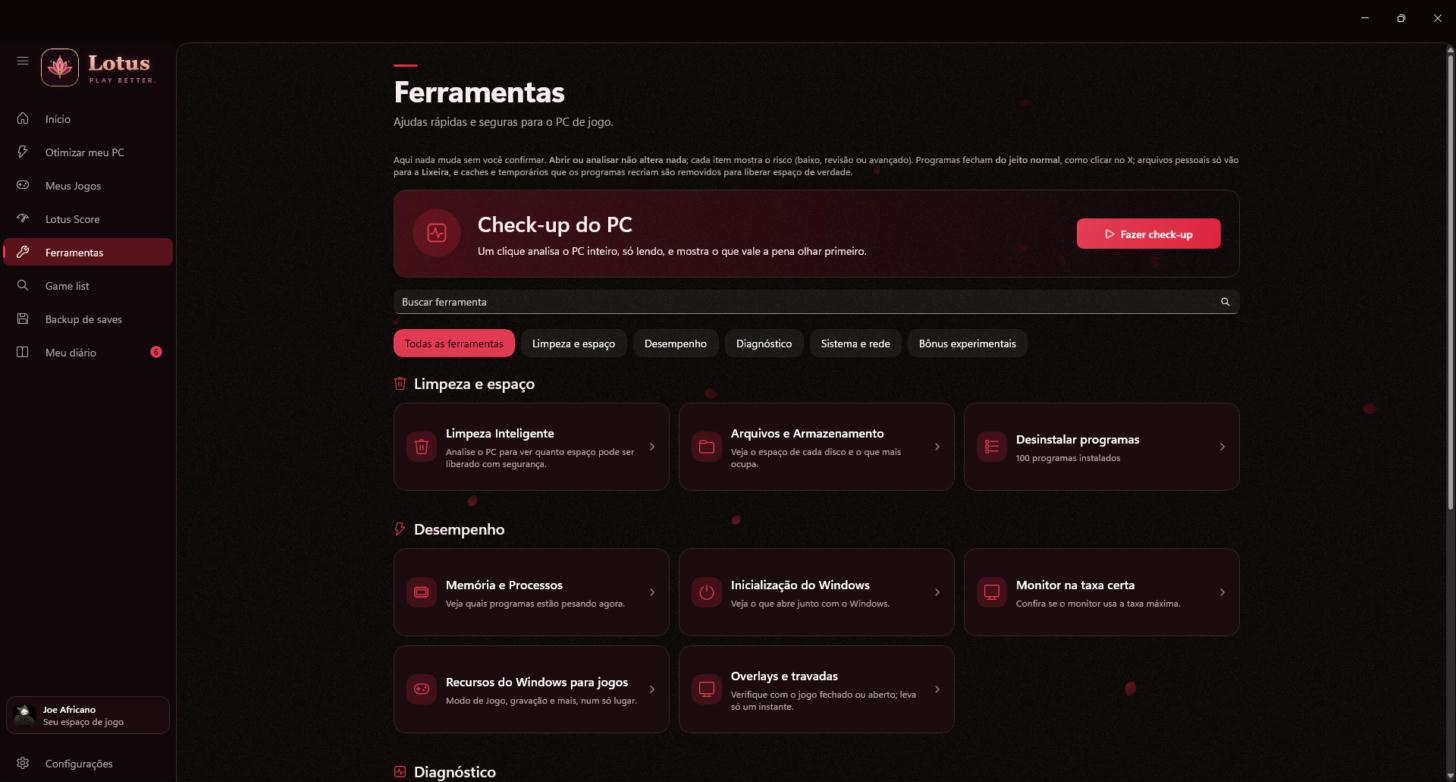 Lotus
PLAY BETTER.
Início
Otimizar meu PC
Meus Jogos
Lotus Score
Ferramentas
Game list
Backup de saves
Meu diário
6
Joe Africano
Seu espaço de jogo
Configurações
Ferramentas
Ajudas rápidas e seguras para o PC de jogo.
Aqui nada muda sem você confirmar. Abrir ou analisar não altera nada; cada item mostra o risco (baixo, revisão ou avançado). Programas fecham do jeito normal, como clicar no X; arquivos pessoais só vão
para a Lixeira, e caches e temporários que os programas recriam são removidos para liberar espaço de verdade.
Check-up do PC
Um clique analisa o PC inteiro, só lendo, e mostra o que vale a pena olhar primeiro.
Fazer check-up
Buscar ferramenta
Todas as ferramentas
Limpeza e espaço
Desempenho
Diagnóstico
Sistema e rede
Bônus experimentais
Limpeza e espaço
Limpeza Inteligente
Analise o PC para ver quanto espaço pode ser
liberado com segurança.
Arquivos e Armazenamento
Veja o espaço de cada disco e o que mais
ocupa.
Desinstalar programas
100 programas instalados
Desempenho
Memória e Processos
Veja quais programas estão pesando agora.
Inicialização do Windows
Veja o que abre junto com o Windows.
Monitor na taxa certa
Confira se o monitor usa a taxa máxima.
Recursos do Windows para jogos
Modo de Jogo, gravação e mais, num só lugar.
Overlays e travadas
Verifique com o jogo fechado ou aberto; leva
só um instante.
Diagnóstico